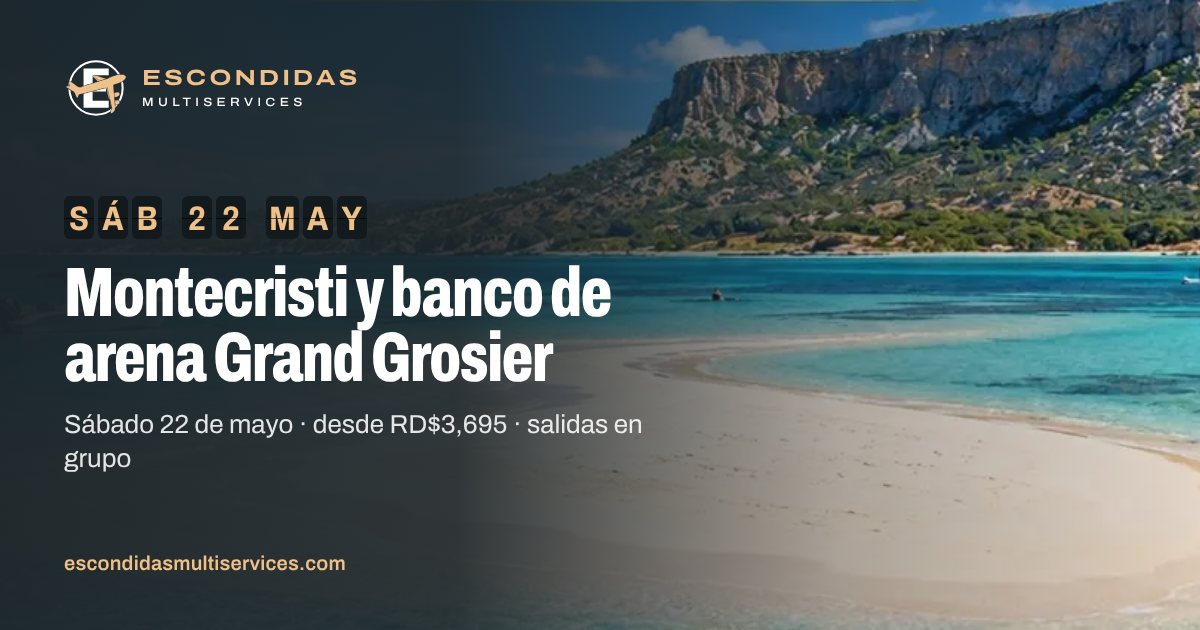 ESCONDIDAS
MULTISERVICES
SÁB 22 MAY
Montecristi y banco de
arena Grand Grosier
Sábado 22 de mayo · desde RD$3,695 · salidas en
grupo
escondidasmultiservices.com